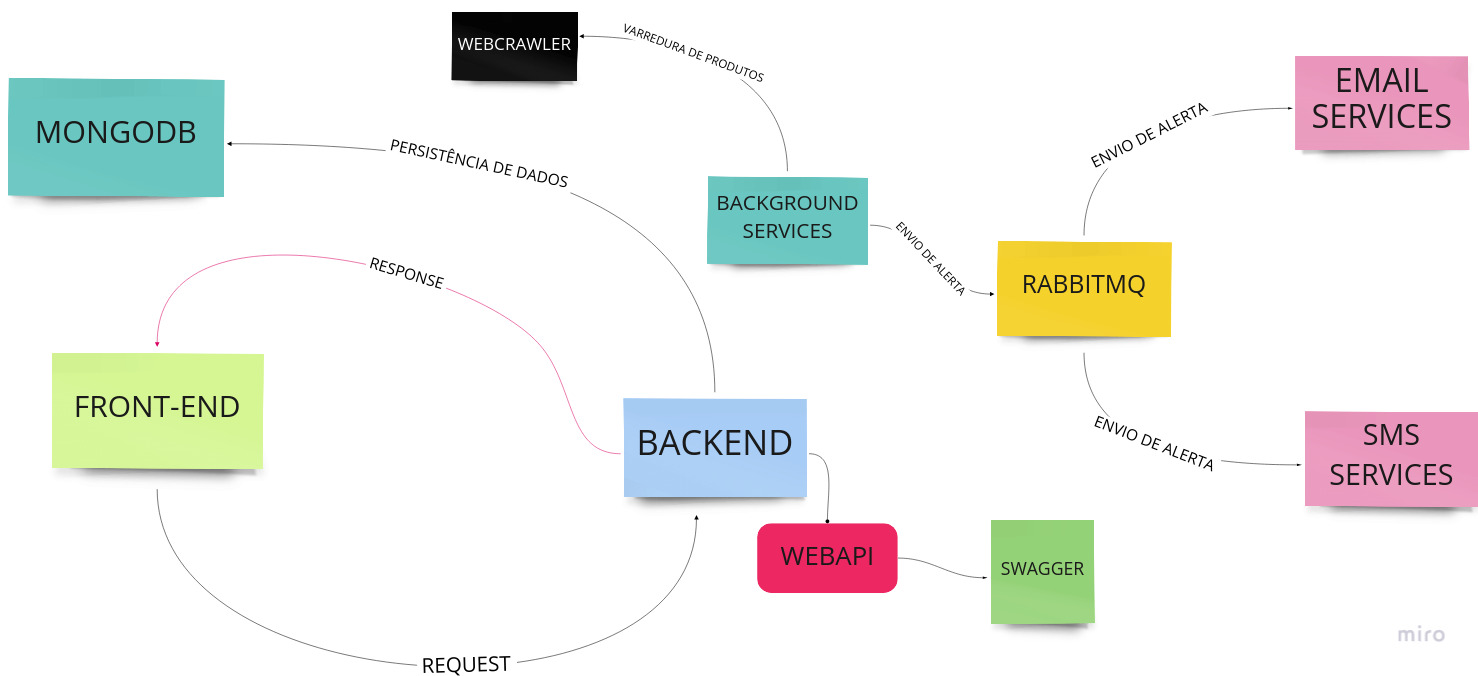 WEBCRAWLER
VARREDURA DE PRODUTOS
EMAIL
SERVICES
MONGODB
ENVIO DE ALERTA
PERSISTÊNCIA DE DADOS
BACKGROUND
SERVICES
ENVIO DE ALERTA
RESPONSE
RABBITMQ
FRONT-END
BACKEND
ENVIO DE ALERTA
SMS
SERVICES
WEBAPI
SWAGGER
miro
REQUEST